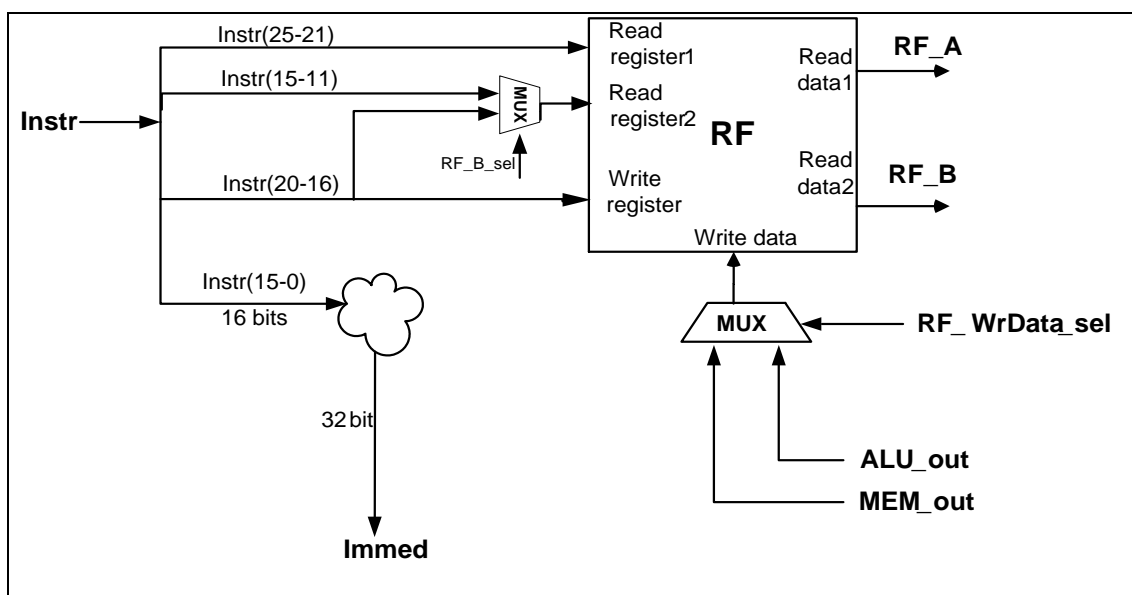 Instr(25-21)
Read
register1
Read
data1
RF_A
Instr(15-11)
MUX
Read
register2
Instr
RF
RF_B_sel
Instr(20-16)
Write
register
Read
data2
RF_B
Write data
Instr(15-0)
16 bits
MUX
RF_ WrData_sel
32 bit
ALU_out
MEM_out
Immed